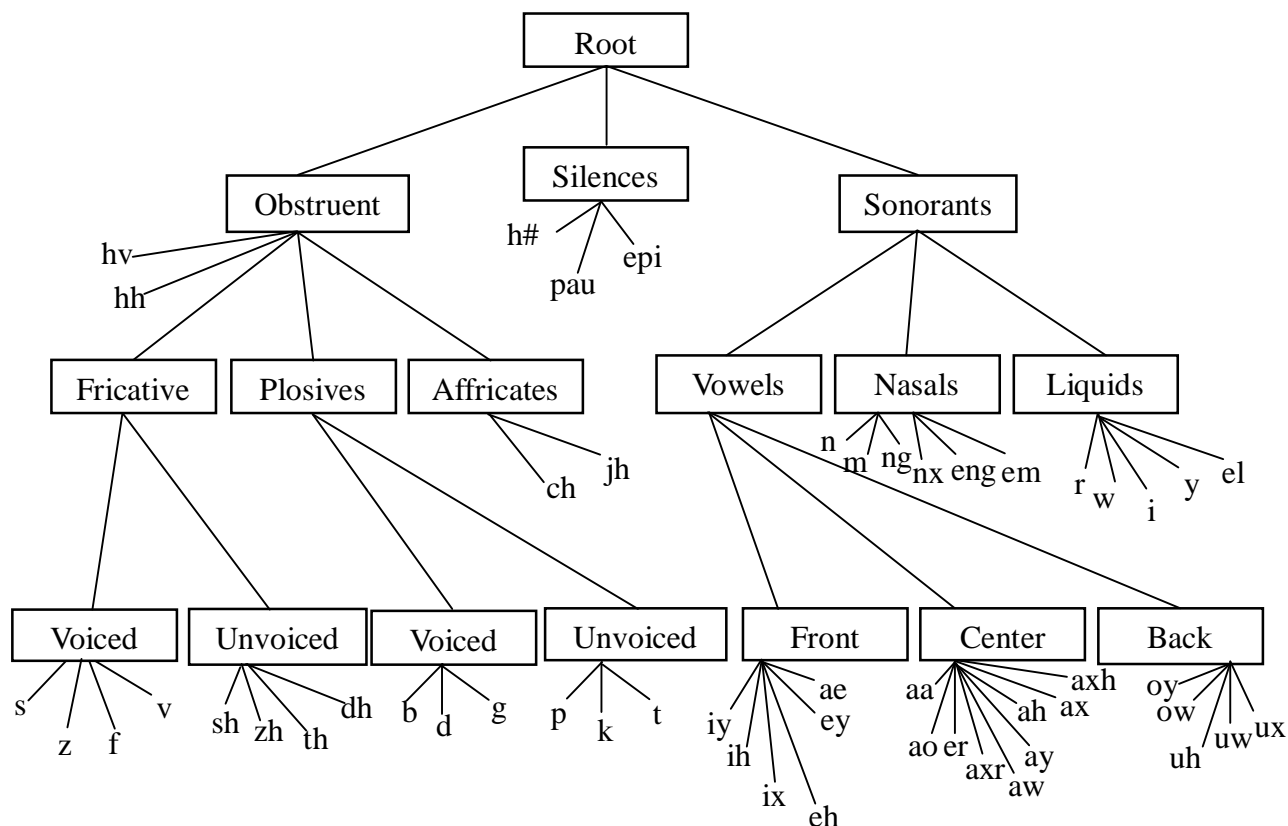 Root
Silences
Obstruent
Sonorants
h#
epi
pau
hv
hh
Fricative
Plosives
Affricates
Vowels
Nasals
Liquids
ch
jh
n
m
ng
nx
eng
em
r
w
i
y
el
Voiced
Unvoiced
Voiced
Unvoiced
Front
Center
Back
s
z
f
v
sh
zh
th
dh
b
d
g
p
k
t
iy
ih
ix
eh
ey
ae
aa
ao
er
axr
aw
ay
ah
ax
axh
oy
ow
uh
uw
ux